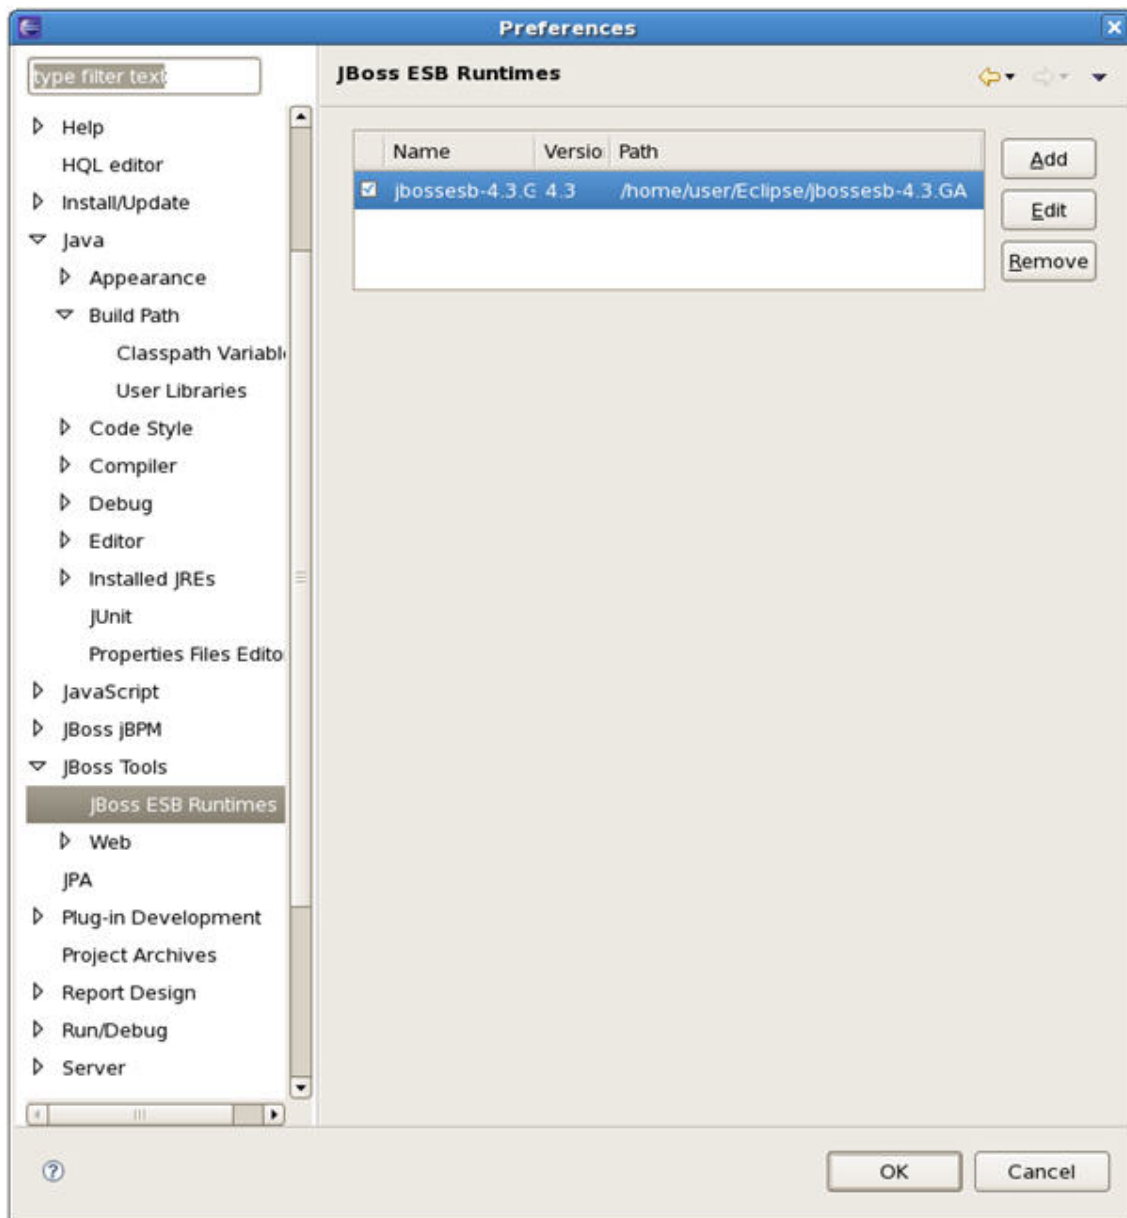 Preferences
type filter text
JBoss ESB Runtimes
Help
HQL editor
Install/Update
Java
Appearance
Build Path
Classpath Variabl
User Libraries
Code Style
Compiler
Debug
Editor
Installed JREs
JUnit
Properties Files Edito
JavaScript
JBoss jBPM
JBoss Tools
JBoss ESB Runtimes
Web
JPA
Plug-in Development
Project Archives
Report Design
Run/Debug
Server
Name Versio Path
jbossesb-4.3.G 4.3 /home/user/Eclipse/jbossesb-4.3.GA
Add
Edit
Remove
OK Cancel